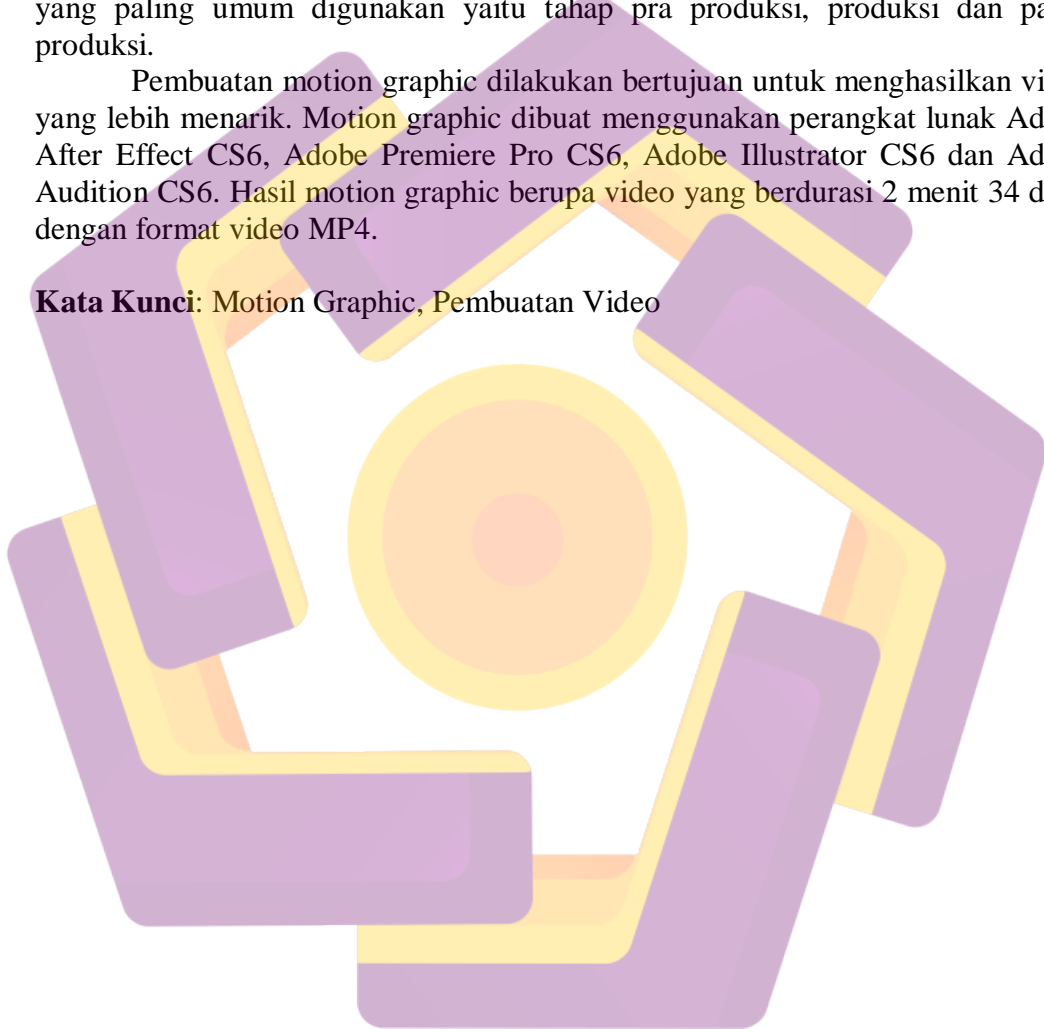 yang paling umum digunakan yaitu tahap pra produksi, produksi dan pa
produksi.
Pembuatan motion graphic dilakukan bertujuan untuk menghasilkan vi
yang lebih menarik. Motion graphic dibuat menggunakan perangkat lunak Ad
After Effect CS6, Adobe Premiere Pro CS6, Adobe Illustrator CS6 dan Ad
Audition CS6. Hasil motion graphic berupa video yang berdurasi 2 menit 34 d
dengan format video MP4.
Kata Kunci: Motion Graphic, Pembuatan Video